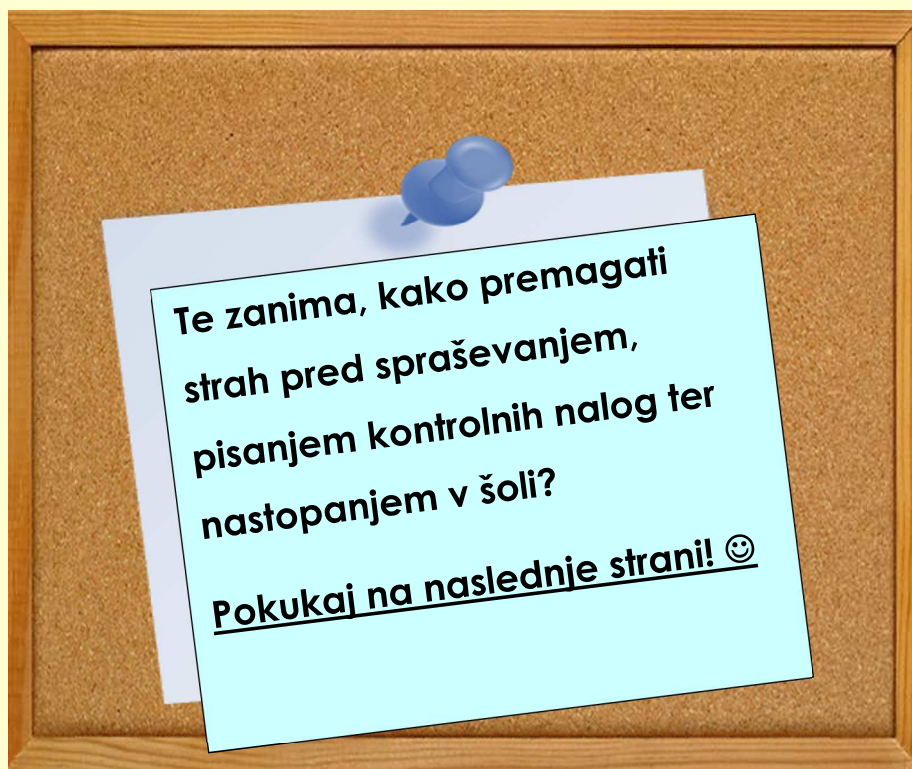 Te zanima, kako premagati
strah pred spraševanjem,
pisanjem kontrolnih nalog ter
nastopanjem v šoli?
Pokukaj na naslednje strani! ☺